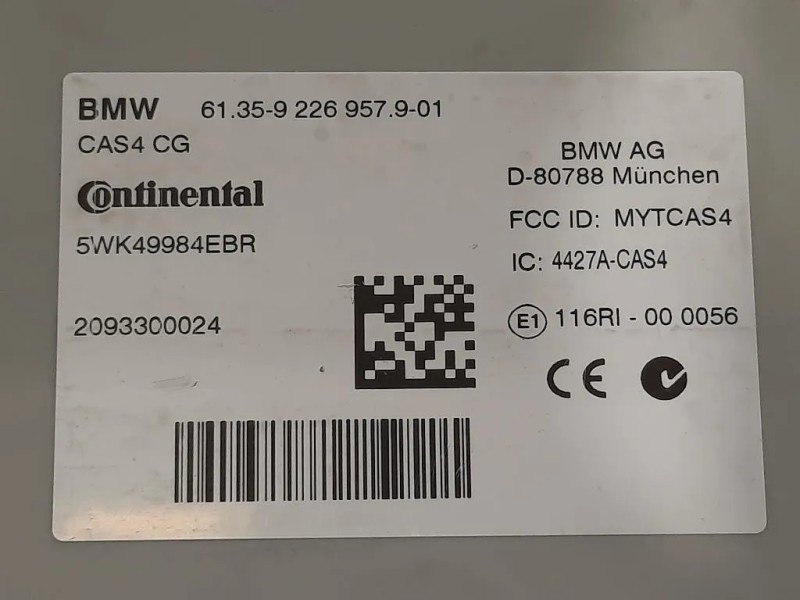 BMW 61.35-9 226 957.9-01
CAS4 CG
Continental
5WK49984EBR
2093300024
BMW AG
D-80788 München
FCC ID: MYTCAS4
IC: 4427A-CAS4
E1 116RI - 00 0056
CE